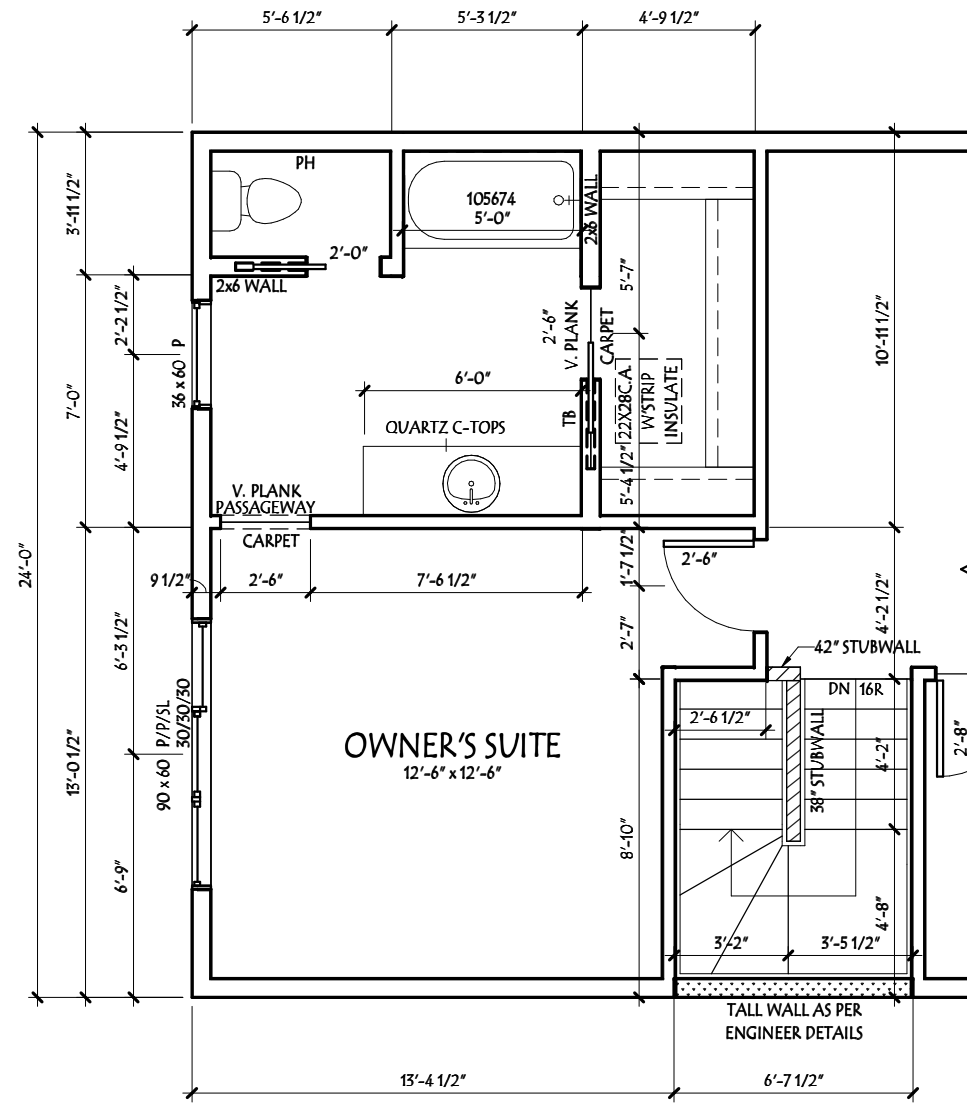 5'-6 1/2"
5'-3 1/2"
4'-9 1/2"
PH
105674
5'-0"
2x6 WALL
3'-11 1/2"
2'-0"
2x6 WALL
5'-7"
2'-2 1/2"
36 x 60 P
2'-6"
V. PLANK
CARPET
10'-11 1/2"
7'-0"
6'-0"
TB
22X28C.A.
W'STRIP
INSULATE
4'-9 1/2"
QUARTZ C-TOPS
5'-4 1/2"
V. PLANK
PASSAGEWAY
CARPET
24'-0"
9 1/2"
2'-6"
7'-6 1/2"
1'-7 1/2"
2'-6"
4'-2 1/2"
6'-3 1/2"
2'-7"
42" STUBWALL
DN 16R
90 x 60 P/P/SL
30/30/30
2'-6 1/2"
38" STUBWALL
4'-2"
2'-8"
OWNER'S SUITE
12'-6" x 12'-6"
13'-0 1/2"
8'-10"
6'-9"
4'-8"
3'-2"
3'-5 1/2"
TALL WALL AS PER
ENGINEER DETAILS
13'-4 1/2"
6'-7 1/2"